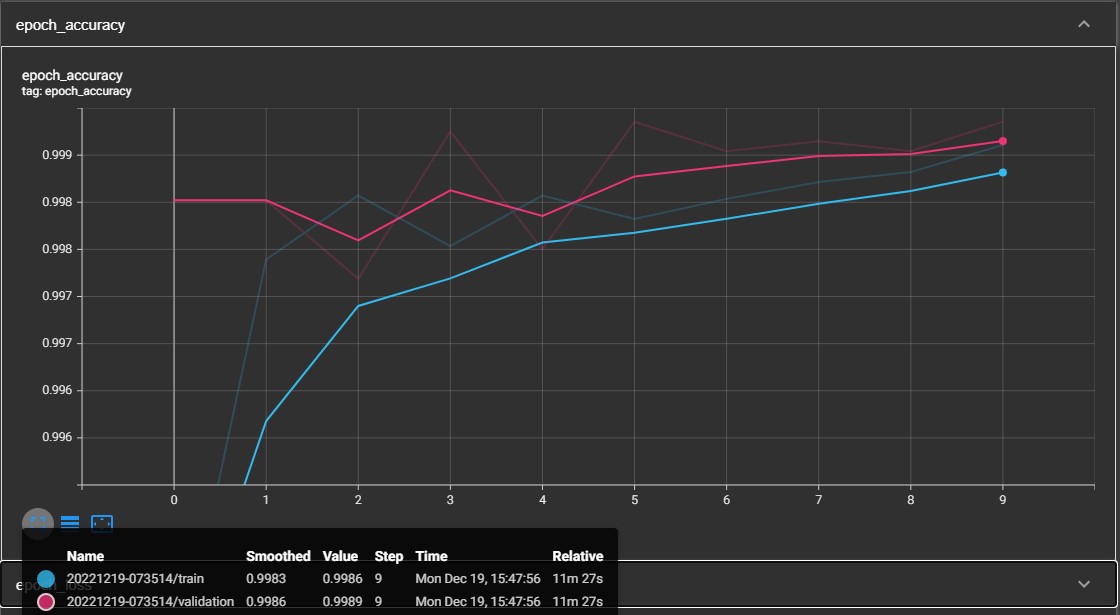 epoch_accuracy
epoch_accuracy
tag: epoch_accuracy
0.999
0.998
0.998
0.997
0.997
0.996
0.996
0 1 2 3 4 5 6 7 8 9
Name Smoothed Value Step Time Relative
20221219-073514/train 0.9983 0.9986 9 Mon Dec 19, 15:47:56 11m 27s
20221219-073514/validation 0.9986 0.9989 9 Mon Dec 19, 15:47:56 11m 27s